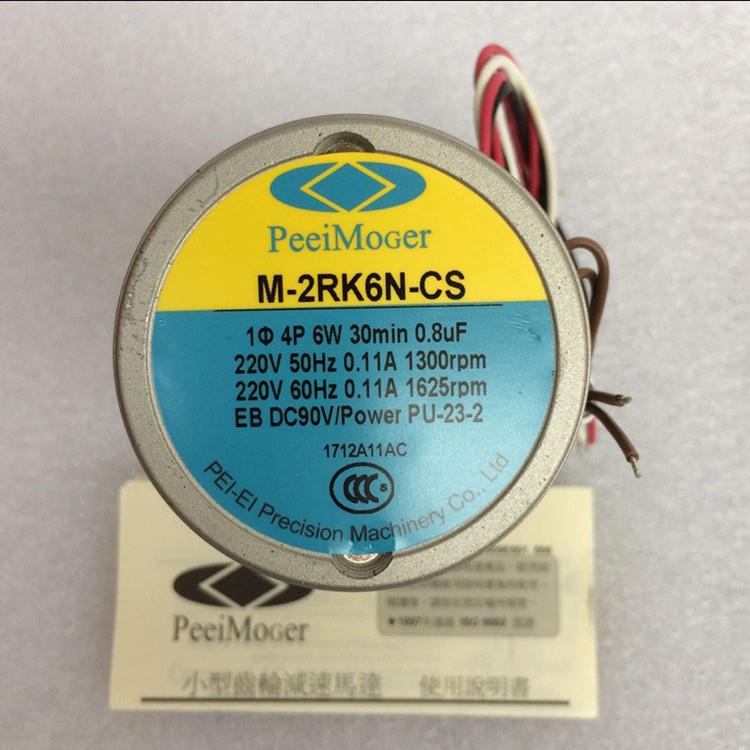 PeeiMoger
M-2RK6N-CS
1Φ 4P 6W 30min 0.8uF
220V 50Hz 0.11A 1300rpm
220V 60Hz 0.11A 1625rpm
EB DC90V/Power PU-23-2
1712A11AC
CCC S
PEI-EI Precision Machinery Co., Ltd
PeeiMoger
小型齒輪減速馬達 使用說明書